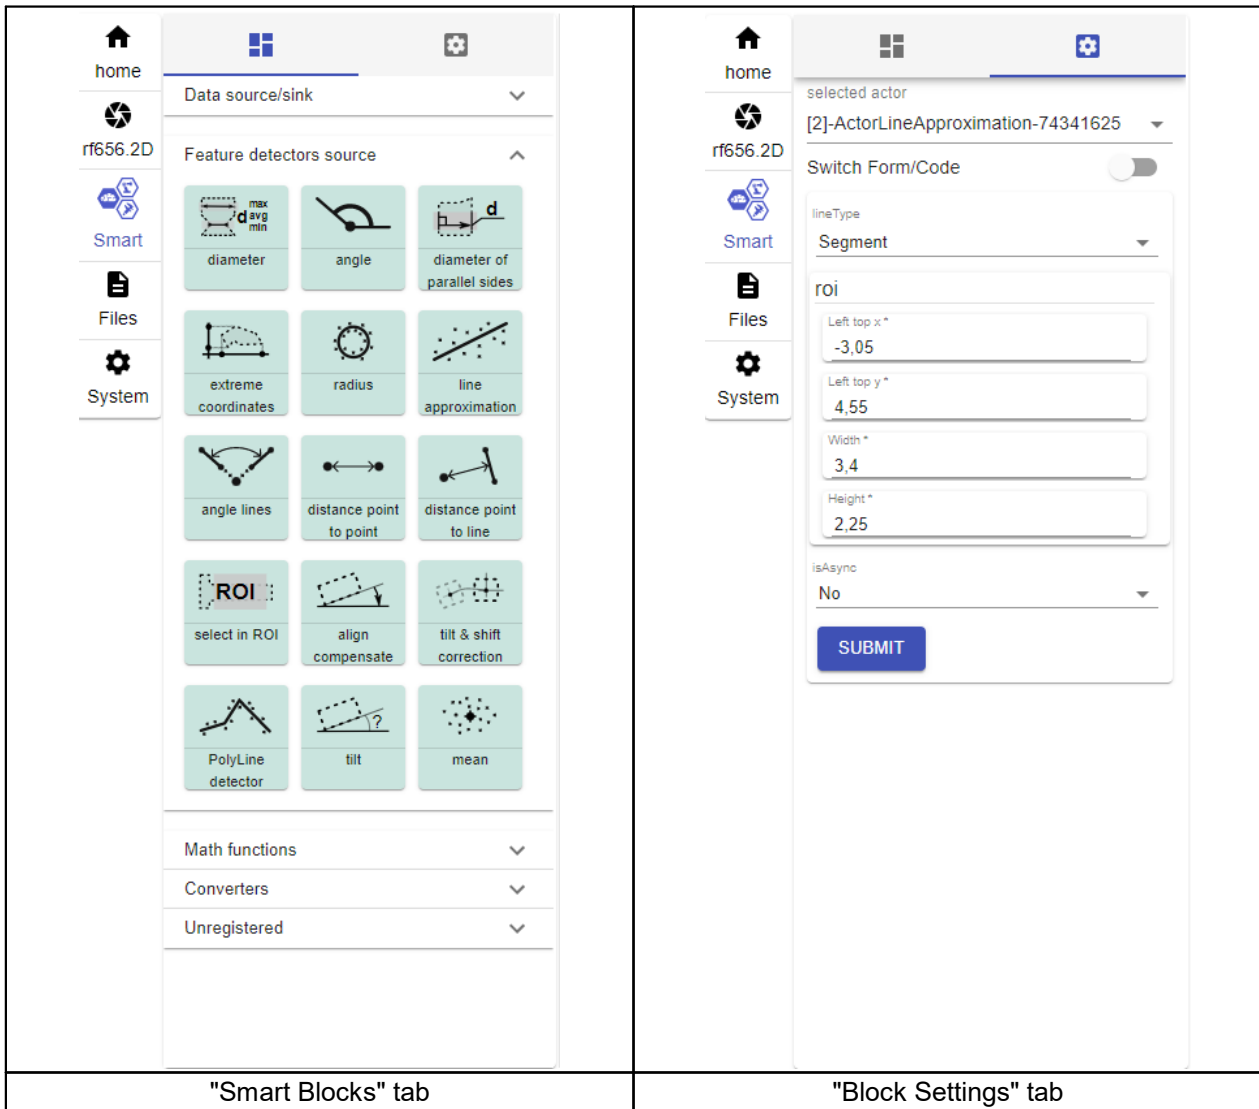 home
rf656.2D
Smart
Files
System
Data source/sink
Feature detectors source
d
max
avg
min
diameter
angle
d
diameter of
parallel sides
extreme
coordinates
radius
line
approximation
angle lines
distance point
to point
distance point
to line
ROI
select in ROI
align
compensate
tilt & shift
correction
PolyLine
detector
?
tilt
mean
Math functions
Converters
Unregistered
"Smart Blocks" tab
home
rf656.2D
Smart
Files
System
selected actor
[2]-ActorLineApproximation-74341625
Switch Form/Code
lineType
Segment
roi
Left top x *
-3,05
Left top y *
4,55
Width *
3,4
Height *
2,25
isAsync
No
SUBMIT
"Block Settings" tab